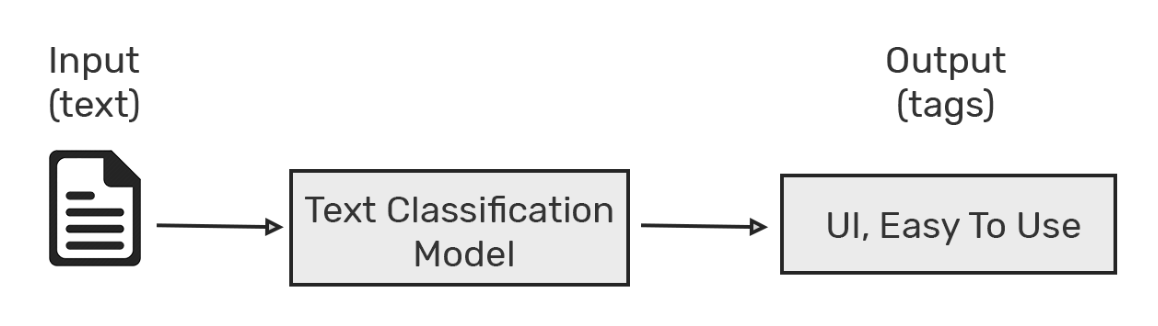 Input
(text)
Output
(tags)
Text Classification
Model
UI, Easy To Use